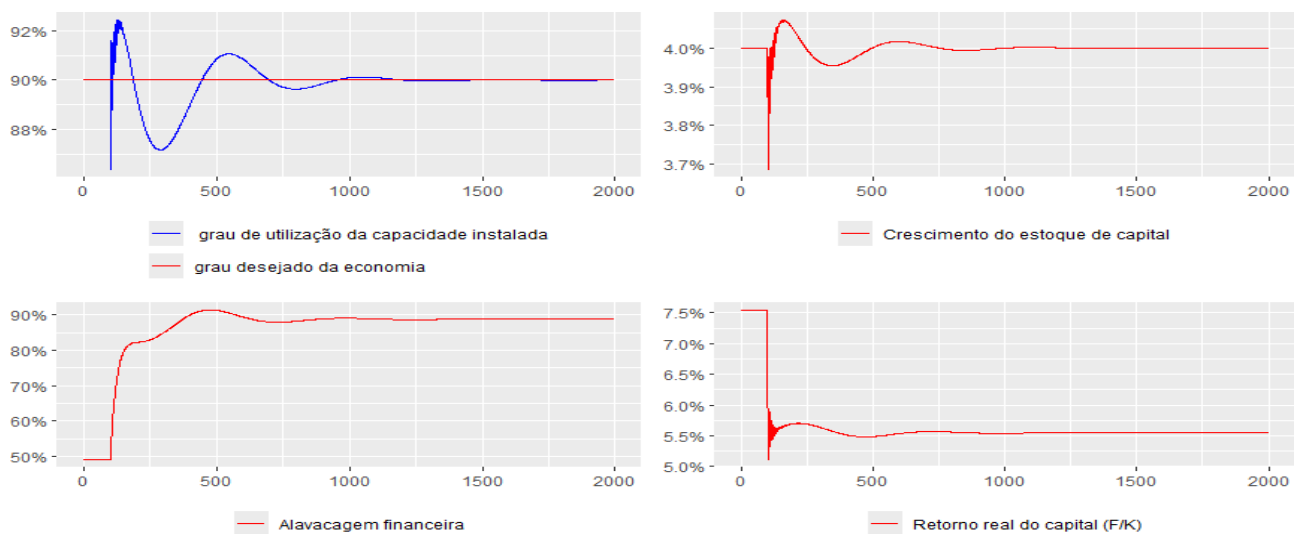 92%
90%
88%
0 500 1000 1500 2000
grau de utilização da capacidade instalada
grau desejado da economia
4.0%
3.9%
3.8%
3.7%
0 500 1000 1500 2000
Crescimento do estoque de capital
90%
80%
70%
60%
50%
0 500 1000 1500 2000
Alavacagem financeira
7.5%
7.0%
6.5%
6.0%
5.5%
5.0%
0 500 1000 1500 2000
Retorno real do capital (F/K)